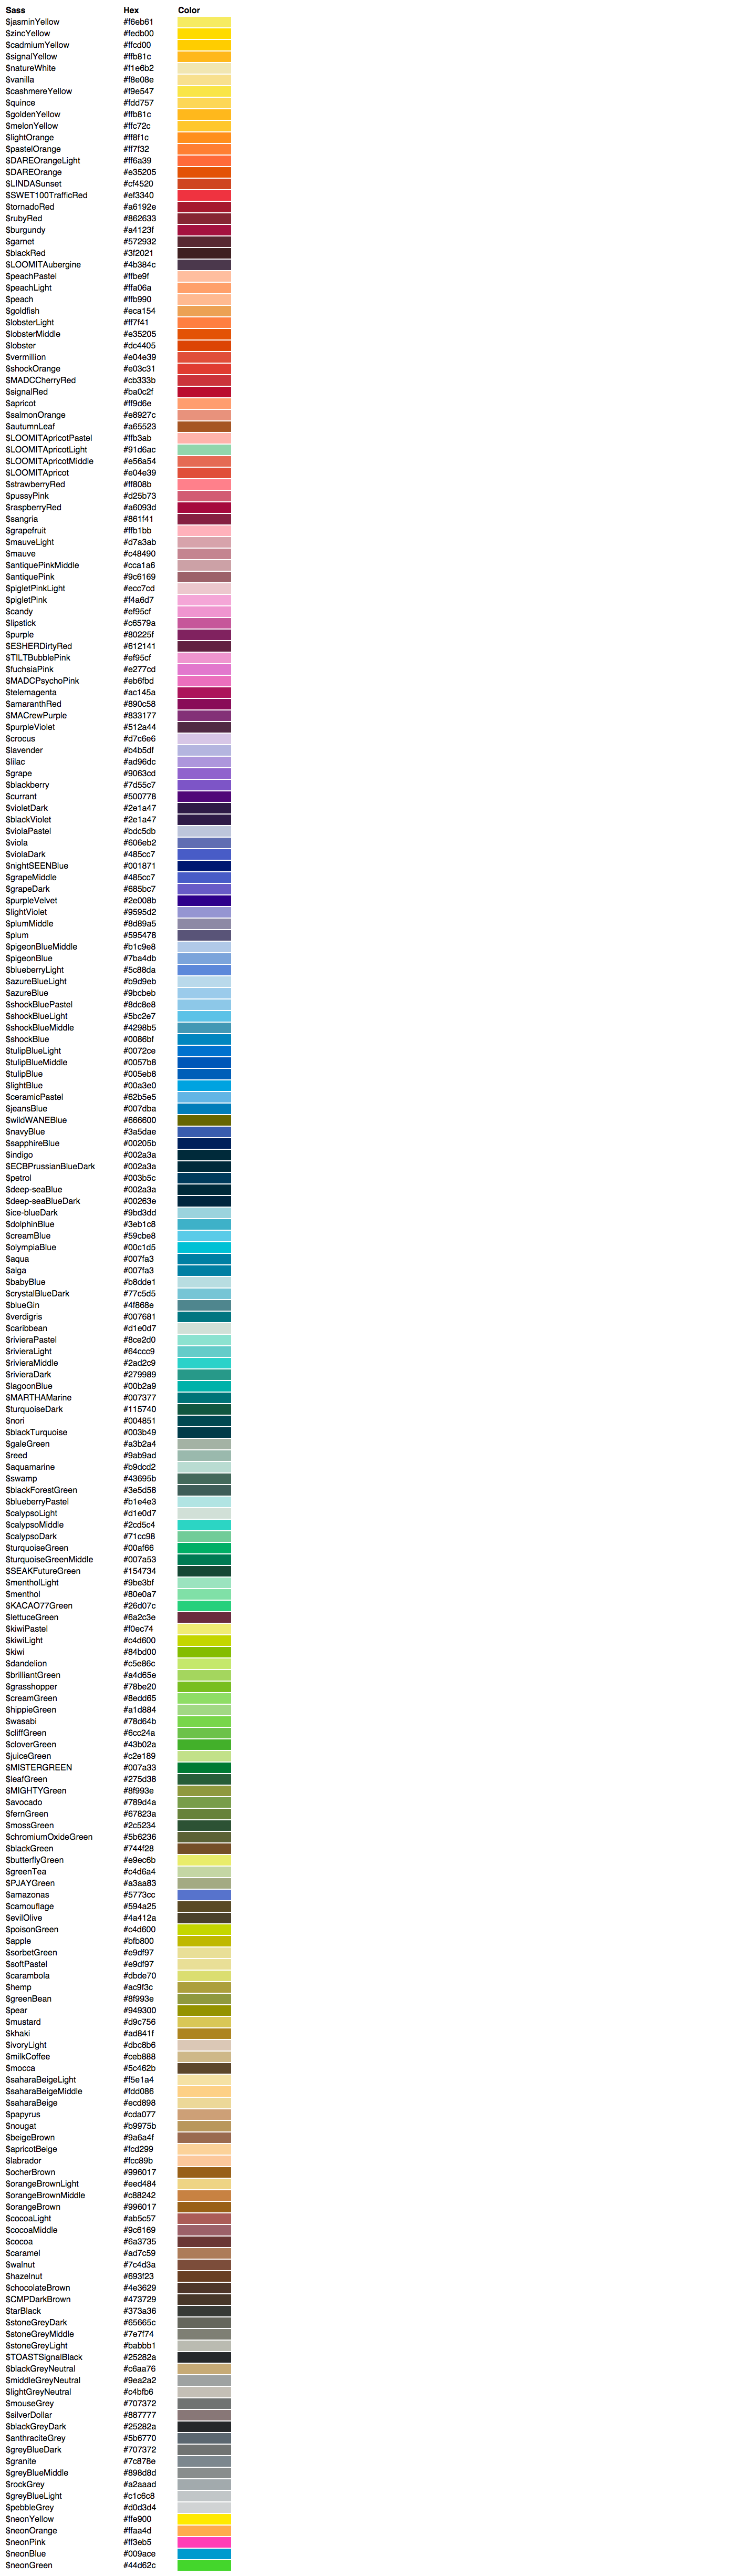 Sass Hex Color
$jasminYellow #f6eb61
$zincYellow #fedb00
$cadmiumYellow #ffcd00
$signalYellow #ffb81c
$natureWhite #f1e6b2
$vanilla #f8e08e
$cashmereYellow #f9e547
$quince #fdd757
$goldenYellow #ffb81c
$melonYellow #ffc72c
$lightOrange #ff8f1c
$pastelOrange #ff7f32
$DAREOrangeLight #ff6a39
$DAREOrange #e35205
$LINDASunset #cf4520
$SWET100TrafficRed #ef3340
$tornadoRed #a6192e
$rubyRed #862633
$burgundy #a4123f
$garnet #572932
$blackRed #3f2021
$LOOMITAubergine #4b384c
$peachPastel #ffbe9f
$peachLight #ffa06a
$peach #ffb990
$goldfish #eca154
$lobsterLight #ff7f41
$lobsterMiddle #e35205
$lobster #dc4405
$vermillion #e04e39
$shockOrange #e03c31
$MADCCherryRed #cb333b
$signalRed #ba0c2f
$apricot #ff9d6e
$salmonOrange #e8927c
$autumnLeaf #a65523
$LOOMITApricotPastel #ffb3ab
$LOOMITApricotLight #91d6ac
$LOOMITApricotMiddle #e56a54
$LOOMITApricot #e04e39
$strawberryRed #ff808b
$pussyPink #d25b73
$raspberryRed #a6093d
$sangria #861f41
$grapefruit #ffb1bb
$mauveLight #d7a3ab
$mauve #c48490
$antiquePinkMiddle #cca1a6
$antiquePink #9c6169
$pigletPinkLight #ecc7cd
$pigletPink #f4a6d7
$candy #ef95cf
$lipstick #c6579a
$purple #80225f
$ESHERDirtyRed #612141
$TILTBubblePink #ef95cf
$fuchsiaPink #e277cd
$MADCPsychoPink #eb6fbd
$telemagenta #ac145a
$amaranthRed #890c58
$MACrewPurple #833177
$purpleViolet #512a44
$crocus #d7c6e6
$lavender #b4b5df
$lilac #ad96dc
$grape #9063cd
$blackberry #7d55c7
$currant #500778
$violetDark #2e1a47
$blackViolet #2e1a47
$violaPastel #bdc5db
$viola #606eb2
$violaDark #485cc7
$nightSEENBlue #001871
$grapeMiddle #485cc7
$grapeDark #685bc7
$purpleVelvet #2e008b
$lightViolet #9595d2
$plumMiddle #8d89a5
$plum #595478
$pigeonBlueMiddle #b1c9e8
$pigeonBlue #7ba4db
$blueberryLight #5c88da
$azureBlueLight #b9d9eb
$azureBlue #9bcbeb
$shockBluePastel #8dc8e8
$shockBlueLight #5bc2e7
$shockBlueMiddle #4298b5
$shockBlue #0086bf
$tulipBlueLight #0072ce
$tulipBlueMiddle #0057b8
$tulipBlue #005eb8
$lightBlue #00a3e0
$ceramicPastel #62b5e5
$jeansBlue #007dba
$wildWANEBlue #666600
$navyBlue #3a5dae
$sapphireBlue #00205b
$indigo #002a3a
$ECBPrussianBlueDark #002a3a
$petrol #003b5c
$deep-seaBlue #002a3a
$deep-seaBlueDark #00263e
$ice-blueDark #9bd3dd
$dolphinBlue #3eb1c8
$creamBlue #59cbe8
$olympiaBlue #00c1d5
$aqua #007fa3
$alga #007fa3
$babyBlue #b8dde1
$crystalBlueDark #77c5d5
$blueGin #4f868e
$verdigris #007681
$caribbean #d1e0d7
$rivieraPastel #8ce2d0
$rivieraLight #64ccc9
$rivieraMiddle #2ad2c9
$rivieraDark #279989
$lagoonBlue #00b2a9
$MARTHAMarine #007377
$turquoiseDark #115740
$nori #004851
$blackTurquoise #003b49
$galeGreen #a3b2a4
$reed #9ab9ad
$aquamarine #b9dcd2
$swamp #43695b
$blackForestGreen #3e5d58
$blueberryPastel #b1e4e3
$calypsoLight #d1e0d7
$calypsoMiddle #2cd5c4
$calypsoDark #71cc98
$turquoiseGreen #00af66
$turquoiseGreenMiddle #007a53
$SEAKFutureGreen #154734
$mentholLight #9be3bf
$menthol #80e0a7
$KACAO77Green #26d07c
$lettuceGreen #6a2c3e
$kiwiPastel #f0ec74
$kiwiLight #c4d600
$kiwi #84bd00
$dandelion #c5e86c
$brilliantGreen #a4d65e
$grasshopper #78be20
$creamGreen #8edd65
$hippieGreen #a1d884
$wasabi #78d64b
$cliffGreen #6cc24a
$cloverGreen #43b02a
$juiceGreen #c2e189
$MISTERGREEN #007a33
$leafGreen #275d38
$MIGHTYGreen #8f993e
$avocado #789d4a
$fernGreen #67823a
$mossGreen #2c5234
$chromiumOxideGreen #5b6236
$blackGreen #744f28
$butterflyGreen #e9ec6b
$greenTea #c4d6a4
$PJAYGreen #a3aa83
$amazonas #5773cc
$camouflage #594a25
$evilOlive #4a412a
$poisonGreen #c4d600
$apple #bfb800
$sorbetGreen #e9df97
$softPastel #e9df97
$carambola #dbde70
$hemp #ac9f3c
$greenBean #8f993e
$pear #949300
$mustard #d9c756
$khaki #ad841f
$ivoryLight #dbc8b6
$milkCoffee #ceb888
$mocca #5c462b
$saharaBeigeLight #f5e1a4
$saharaBeigeMiddle #fdd086
$saharaBeige #ecd898
$papyrus #cda077
$nougat #b9975b
$beigeBrown #9a6a4f
$apricotBeige #fcd299
$labrador #fcc89b
$ocherBrown #996017
$orangeBrownLight #eed484
$orangeBrownMiddle #c88242
$orangeBrown #996017
$cocoaLight #ab5c57
$cocoaMiddle #9c6169
$cocoa #6a3735
$caramel #ad7c59
$walnut #7c4d3a
$hazelnut #693f23
$chocolateBrown #4e3629
$CMPDarkBrown #473729
$tarBlack #373a36
$stoneGreyDark #65665c
$stoneGreyMiddle #7e7f74
$stoneGreyLight #babbb1
$TOASTSignalBlack #25282a
$blackGreyNeutral #c6aa76
$middleGreyNeutral #9ea2a2
$lightGreyNeutral #c4bfb6
$mouseGrey #707372
$silverDollar #887777
$blackGreyDark #25282a
$anthraciteGrey #5b6770
$greyBlueDark #707372
$granite #7c878e
$greyBlueMiddle #898d8d
$rockGrey #a2aaad
$greyBlueLight #c1c6c8
$pebbleGrey #d0d3d4
$neonYellow #ffe900
$neonOrange #ffaa4d
$neonPink #ff3eb5
$neonBlue #009ace
$neonGreen #44d62c